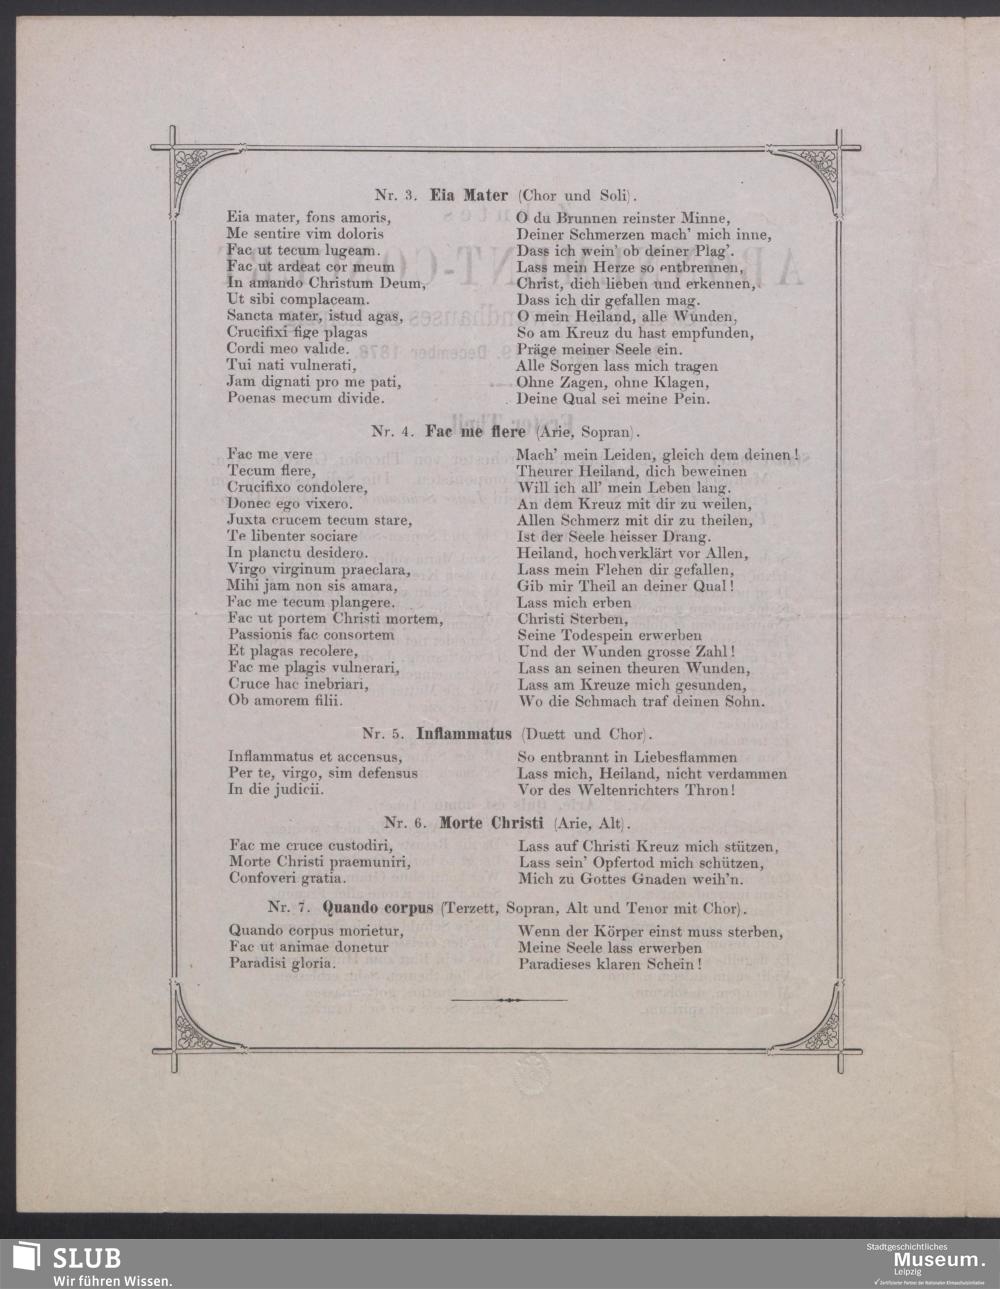 Nr. 3. Eia Mater (Chor und Soli).
Eia mater, fons amoris,
Me sentire vim doloris
Fac ut tecum lugeam.
Fac ut ardeat cor meum
In amando Christum Deum,
Ut sibi complaceam.
Sancta mater, istud agas,
Crucifixi fige plagas
Cordi meo valide.
Tui nati vulnerati,
Jam dignati pro me pati,
Poenas mecum divide.
O du Brunnen reinster Minne,
Deiner Schmerzen mach' mich inne,
Dass ich wein' ob deiner Plag'.
Lass mein Herze so entbrennen,
Christ, dich lieben und erkennen,
Dass ich dir gefallen mag.
O mein Heiland, alle Wunden,
So am Kreuz du hast empfunden,
Präge meiner Seele ein.
Alle Sorgen lass mich tragen
Ohne Zagen, ohne Klagen,
Deine Qual sei meine Pein.
Nr. 4. Fac me flere (Arie, Sopran).
Fac me vere
Tecum flere,
Crucifixo condolere,
Donec ego vixero.
Juxta crucem tecum stare,
Te libenter sociare
In planctu desidero.
Virgo virginum praeclara,
Mihi jam non sis amara,
Fac me tecum plangere.
Fac ut portem Christi mortem,
Passionis fac consortem
Et plagas recolere,
Fac me plagis vulnerari,
Cruce hac inebriari,
Ob amorem filii.
Mach' mein Leiden, gleich dem deinen!
Theurer Heiland, dich beweinen
Will ich all' mein Leben lang.
An dem Kreuz mit dir zu weilen,
Allen Schmerz mit dir zu theilen,
Ist der Seele heisser Drang.
Heiland, hochverklärt vor Allen,
Lass mein Flehen dir gefallen,
Gib mir Theil an deiner Qual!
Lass mich erben
Christi Sterben,
Seine Todespein erwerben
Und der Wunden grosse Zahl!
Lass an seinen theuren Wunden,
Lass am Kreuze mich gesunden,
Wo die Schmach traf deinen Sohn.
Nr. 5. Inflammatus (Duett und Chor).
Inflammatus et accensus,
Per te, virgo, sim defensus
In die judicii.
So entbrannt in Liebesflammen
Lass mich, Heiland, nicht verdammen
Vor des Weltenrichters Thron!
Nr. 6. Morte Christi (Arie, Alt).
Fac me cruce custodiri,
Morte Christi praemuniri,
Confoveri gratia.
Lass auf Christi Kreuz mich stützen,
Lass sein' Opfertod mich schützen,
Mich zu Gottes Gnaden weih'n.
Nr. 7. Quando corpus (Terzett, Sopran, Alt und Tenor mit Chor).
Quando corpus morietur,
Fac ut animae donetur
Paradisi gloria.
Wenn der Körper einst muss sterben,
Meine Seele lass erwerben
Paradieses klaren Schein!
SLUB
Wir führen Wissen.
Stadtgeschichtliches
Museum.
Leipzig
Zertifizierter Partner der Nationalen Klimaschutzinitiative